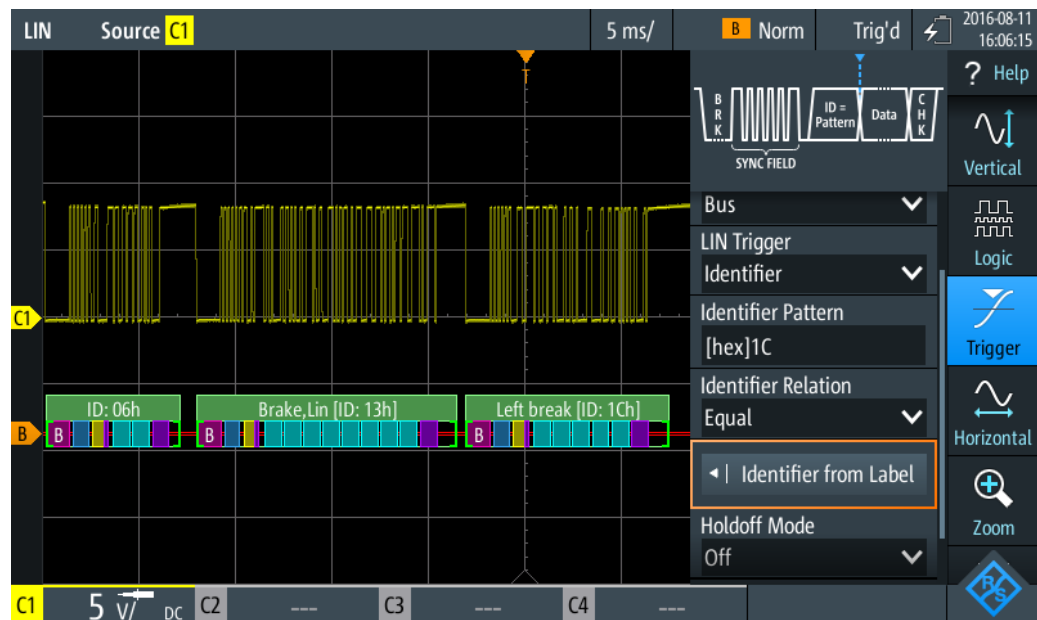 LIN Source C1 5 ms/ B Norm Trig'd 2016-08-11
16:06:15
T
? Help
BRK
ID =
Pattern
Data
CHK
SYNC FIELD
Vertical
Bus
LIN Trigger
Identifier
Logic
Identifier Pattern
[hex]1C
Trigger
Identifier Relation
Equal
Identifier from Label
Horizontal
Holdoff Mode
Off
Zoom
C1
ID: 06h Brake,Lin [ID: 13h] Left break [ID: 1Ch]
B B B B
C1 5 V/ DC C2 --- C3 --- C4 ---
R&S